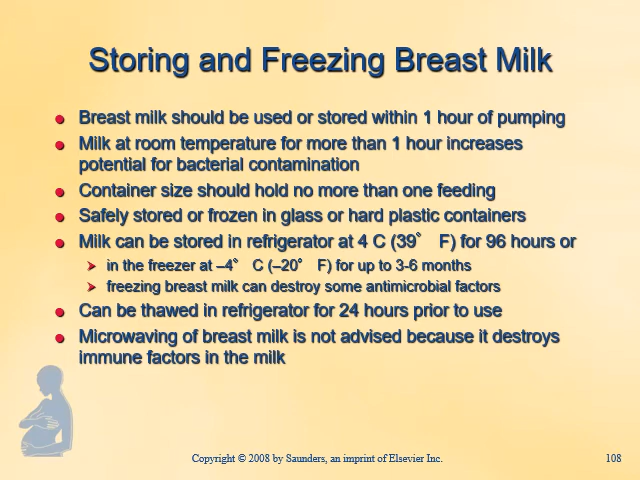 Storing and Freezing Breast Milk
Breast milk should be used or stored within 1 hour of pumping
Milk at room temperature for more than 1 hour increases
potential for bacterial contamination
Container size should hold no more than one feeding
Safely stored or frozen in glass or hard plastic containers
Milk can be stored in refrigerator at 4 C (39° F) for 96 hours or
in the freezer at –4° C (–20° F) for up to 3-6 months
freezing breast milk can destroy some antimicrobial factors
Can be thawed in refrigerator for 24 hours prior to use
Microwaving of breast milk is not advised because it destroys
immune factors in the milk
Copyright © 2008 by Saunders, an imprint of Elsevier Inc.
108